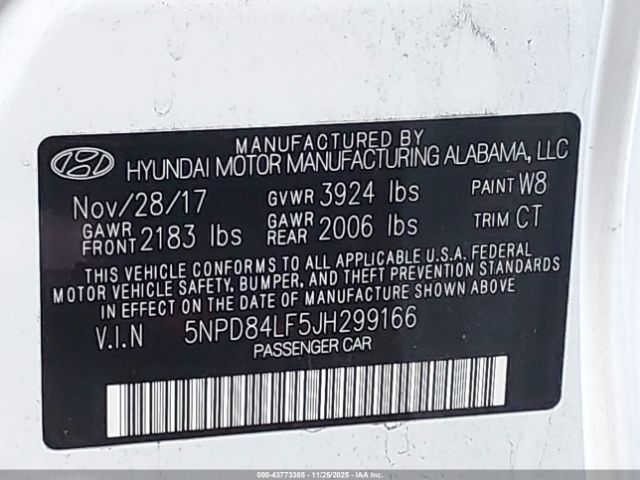 MANUFACTURED BY
HYUNDAI MOTOR MANUFACTURING ALABAMA, LLC
Nov/28/17 GVWR 3924 lbs PAINT W8
GAWR FRONT 2183 lbs GAWR REAR 2006 lbs TRIM CT
THIS VEHICLE CONFORMS TO ALL APPLICABLE U.S.A. FEDERAL
MOTOR VEHICLE SAFETY, BUMPER, AND THEFT PREVENTION STANDARDS
IN EFFECT ON THE DATE OF MANUFACTURE SHOWN ABOVE
V.I.N 5NPD84LF5JH299166
PASSENGER CAR
000-43773385 - 11/25/2025 - IAAI.COM